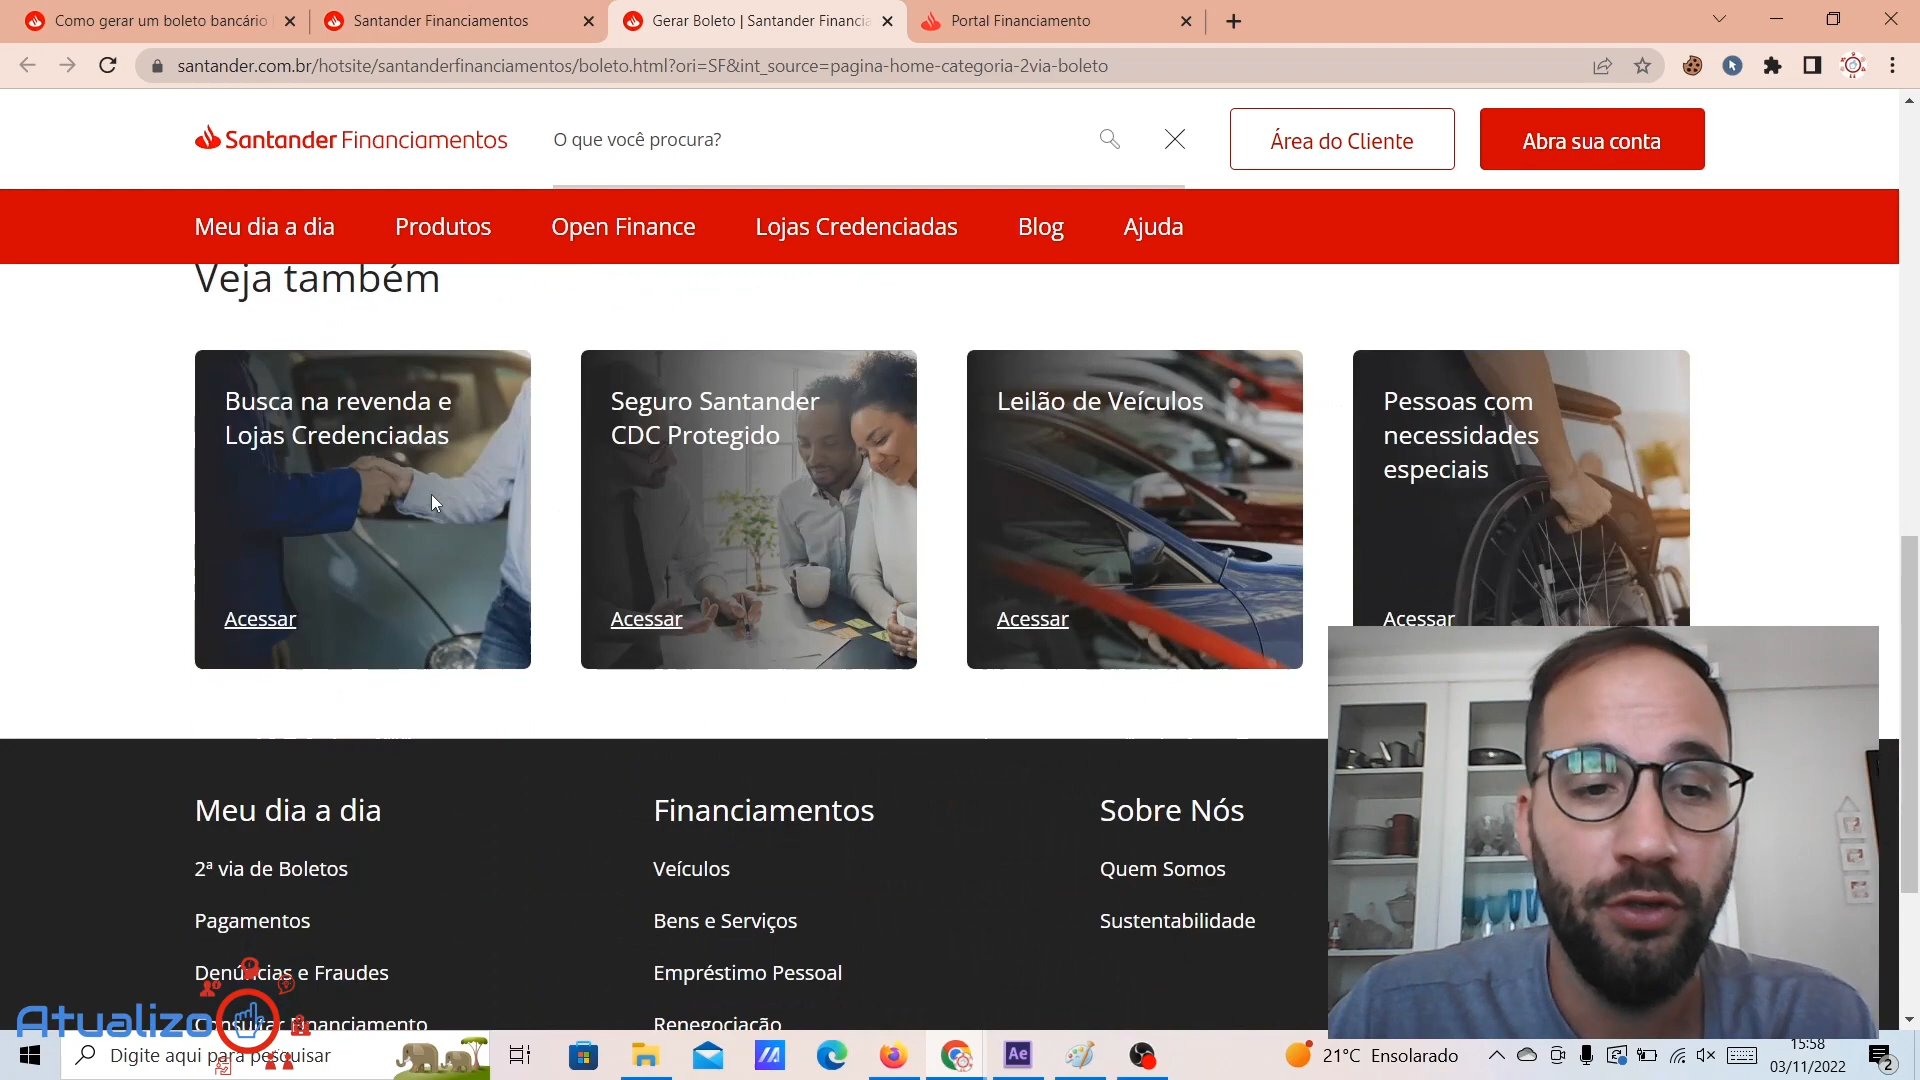 Como gerar um boleto bancário
Santander Financiamentos
Gerar Boleto | Santander Financia
Portal Financiamento
santander.com.br/hotsite/santanderfinanciamentos/boleto.html?ori=SF&int_source=pagina-home-categoria-2via-boleto
Santander Financiamentos
O que você procura?
Área do Cliente
Abra sua conta
Meu dia a dia
Produtos
Open Finance
Lojas Credenciadas
Blog
Ajuda
Veja também
Busca na revenda e
Lojas Credenciadas
Acessar
Seguro Santander
CDC Protegido
Acessar
Leilão de Veículos
Acessar
Pessoas com
necessidades
especiais
Acessar
Meu dia a dia
2ª via de Boletos
Pagamentos
Denúncias e Fraudes
Consultar Financiamento
Financiamentos
Veículos
Bens e Serviços
Empréstimo Pessoal
Renegociação
Sobre Nós
Quem Somos
Sustentabilidade
Atualizo
Digite aqui para pesquisar
Ae
21°C Ensolarado
15:58
03/11/2022
2